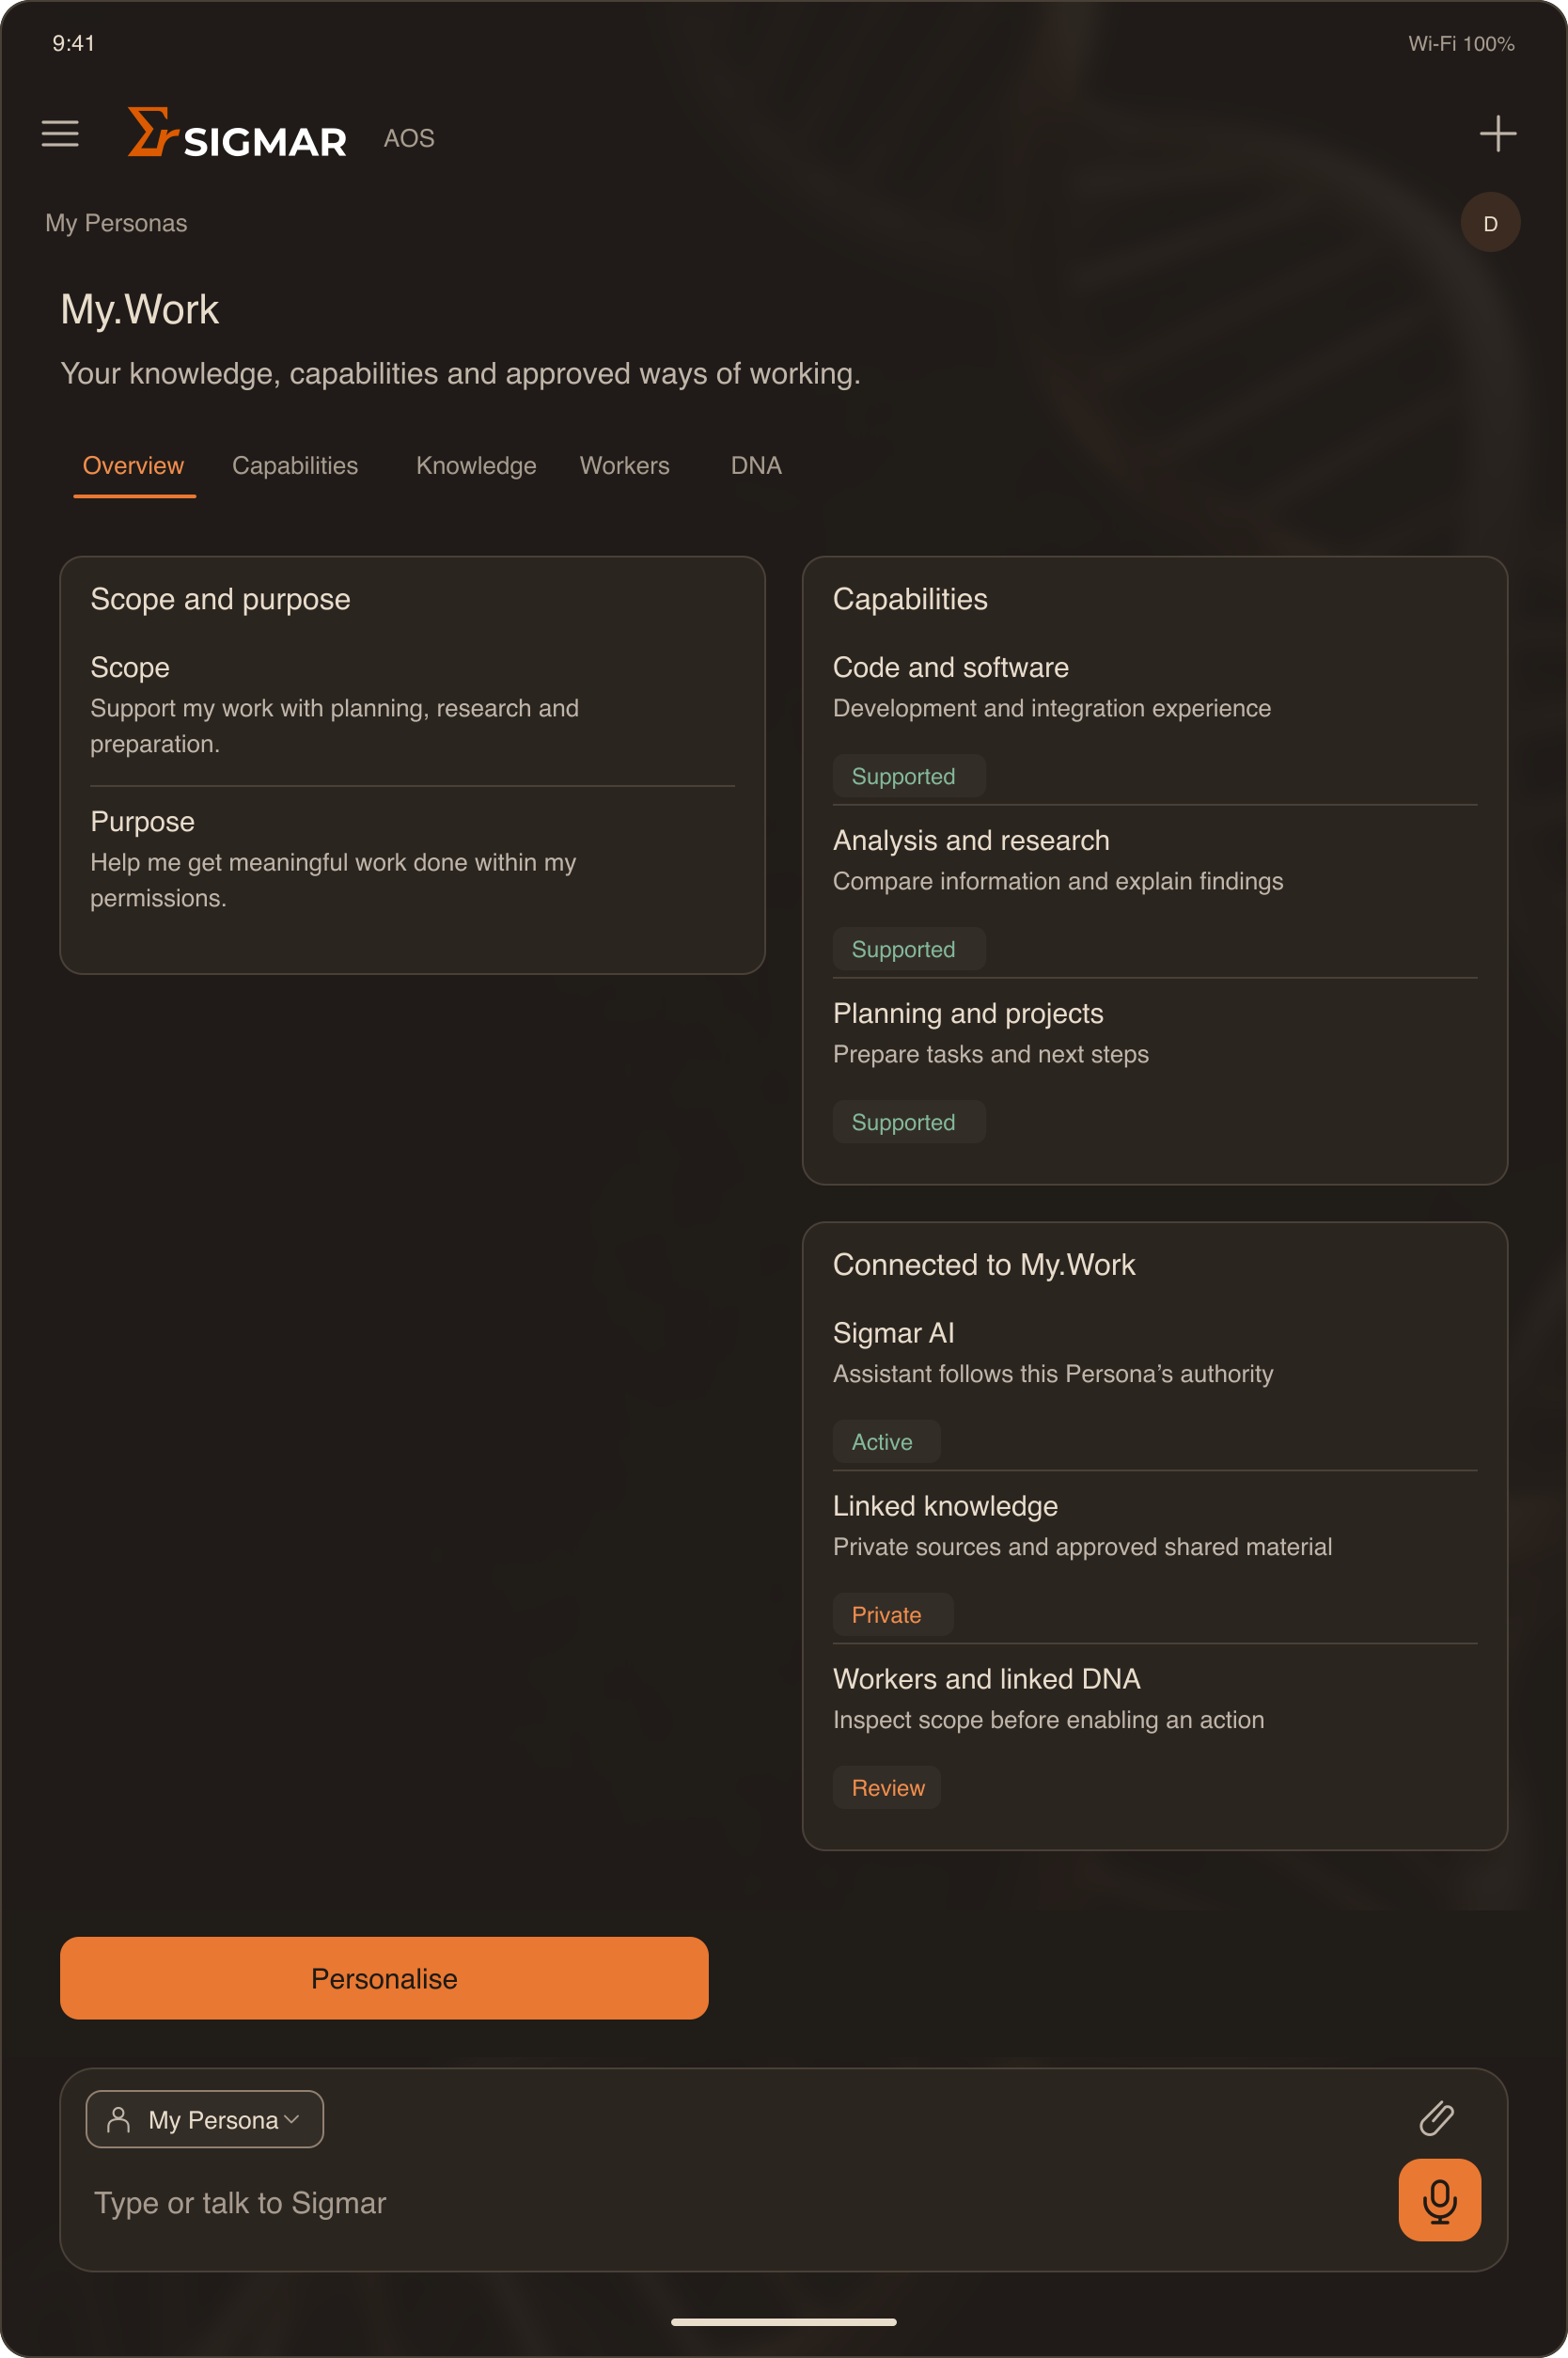 9:41
Wi-Fi 100%
Σr SIGMAR AOS
My Personas
D
My.Work
Your knowledge, capabilities and approved ways of working.
Overview Capabilities Knowledge Workers DNA
Scope and purpose
Scope
Support my work with planning, research and
preparation.
Purpose
Help me get meaningful work done within my
permissions.
Capabilities
Code and software
Development and integration experience
Supported
Analysis and research
Compare information and explain findings
Supported
Planning and projects
Prepare tasks and next steps
Supported
Connected to My.Work
Sigmar AI
Assistant follows this Persona’s authority
Active
Linked knowledge
Private sources and approved shared material
Private
Workers and linked DNA
Inspect scope before enabling an action
Review
Personalise
My Persona
Type or talk to Sigmar